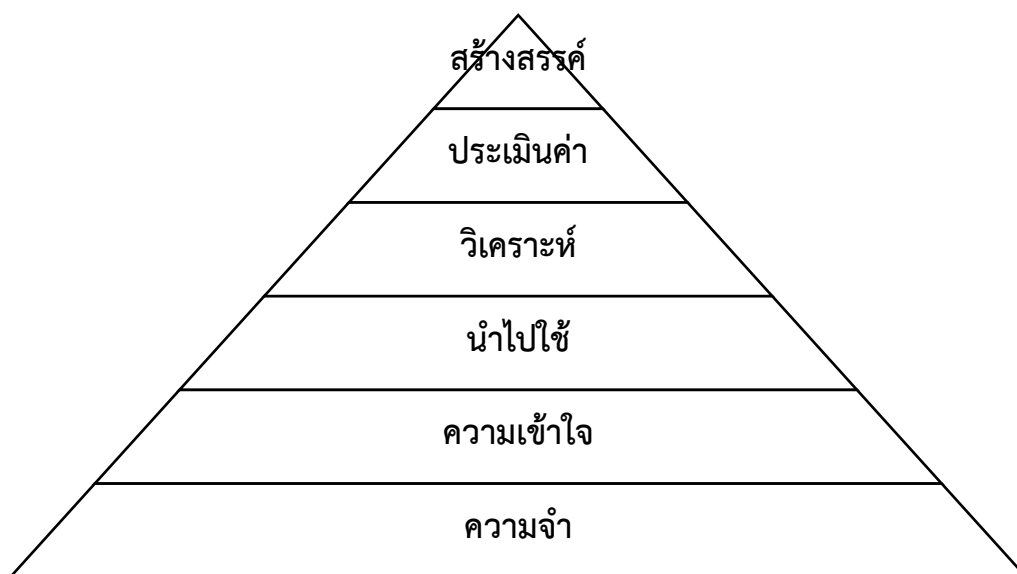 สร้างสรรค์
ประเมินค่า
วิเคราะห์
นำไปใช้
ความเข้าใจ
ความจำ